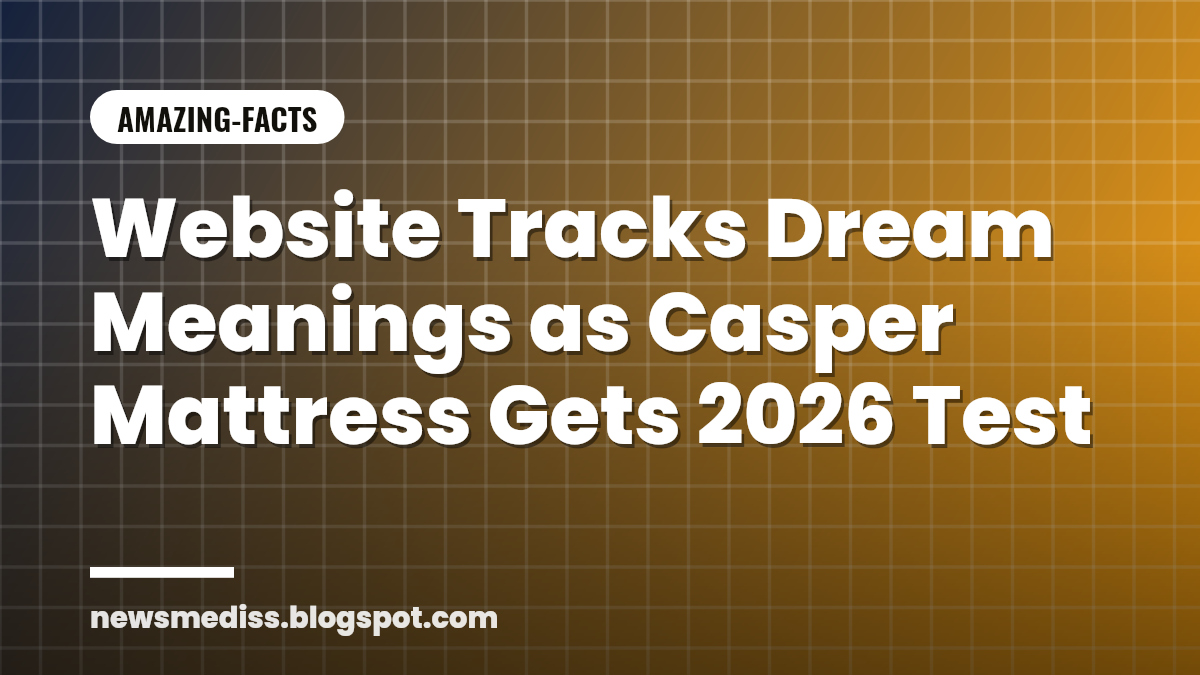 AMAZING-FACTS
Website Tracks Dream
Meanings as Casper
Mattress Gets 2026 Test
newsmediss.blogspot.com